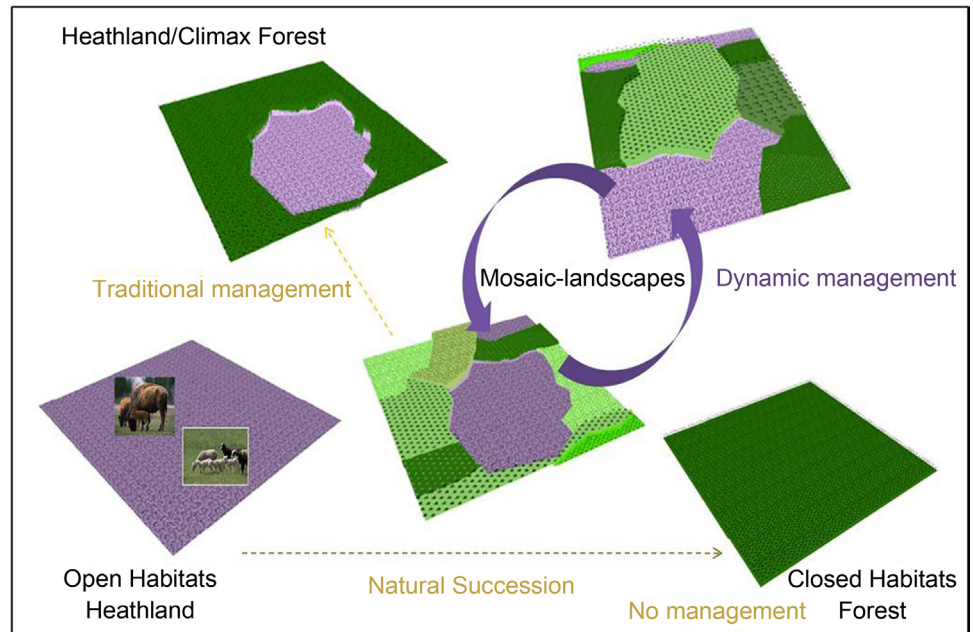 Heathland/Climax Forest
Traditional management
Mosaic-landscapes
Dynamic management
Open Habitats
Heathland
Natural Succession
No management
Closed Habitats
Forest